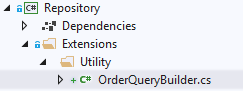 C# Repository
Dependencies
Extensions
Utility
+ C# OrderQueryBuilder.cs